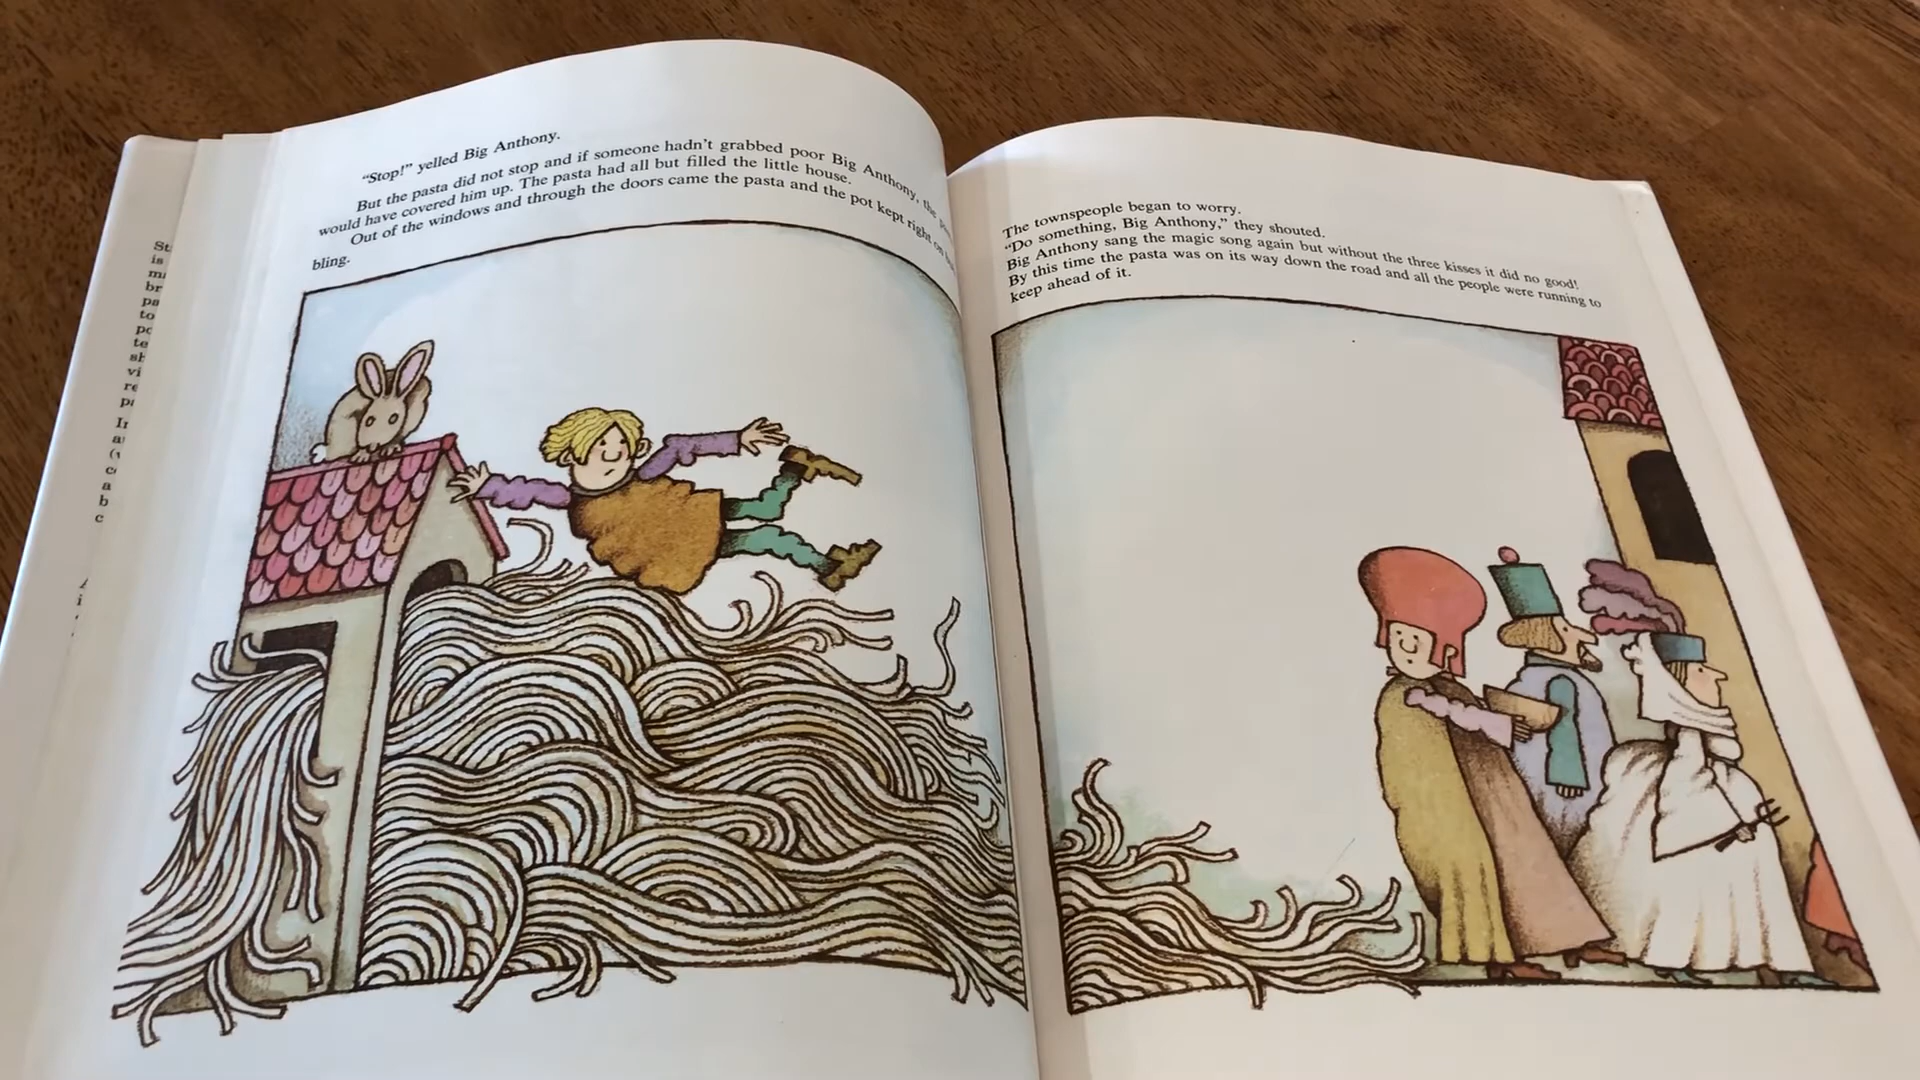 “Stop!” yelled Big Anthony.
But the pasta did not stop and if someone hadn’t grabbed poor Big Anthony, the
would have covered him up. The pasta had all but filled the little house.
Out of the windows and through the doors came the pasta and the pot kept right on
bling.
The townspeople began to worry.
“Do something, Big Anthony,” they shouted.
Big Anthony sang the magic song again but without the three kisses it did no good!
By this time the pasta was on its way down the road and all the people were running to
keep ahead of it.